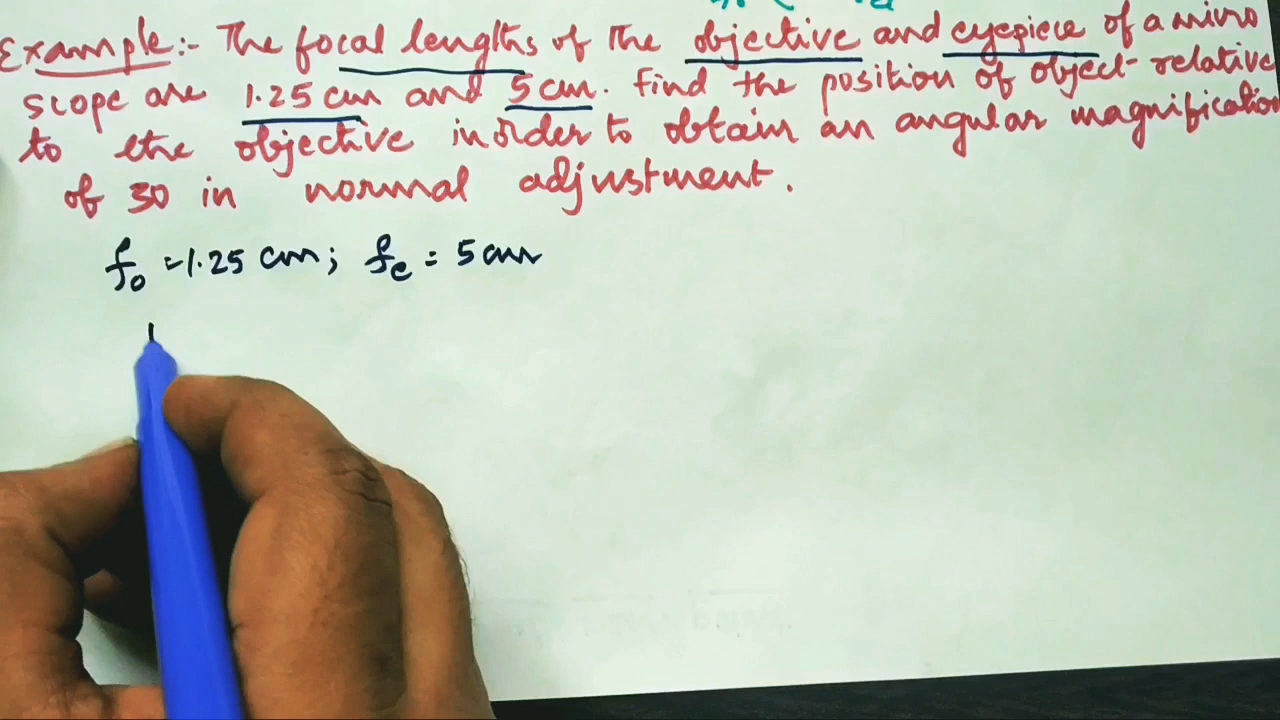 Example:- The focal lengths of the objective and eyepiece of a micro
scope are 1.25 cm and 5 cm. Find the position of object relative
to the objective inorder to obtain an angular magnification
of 30 in normal adjustment.
fo = 1.25 cm; fe = 5 cm